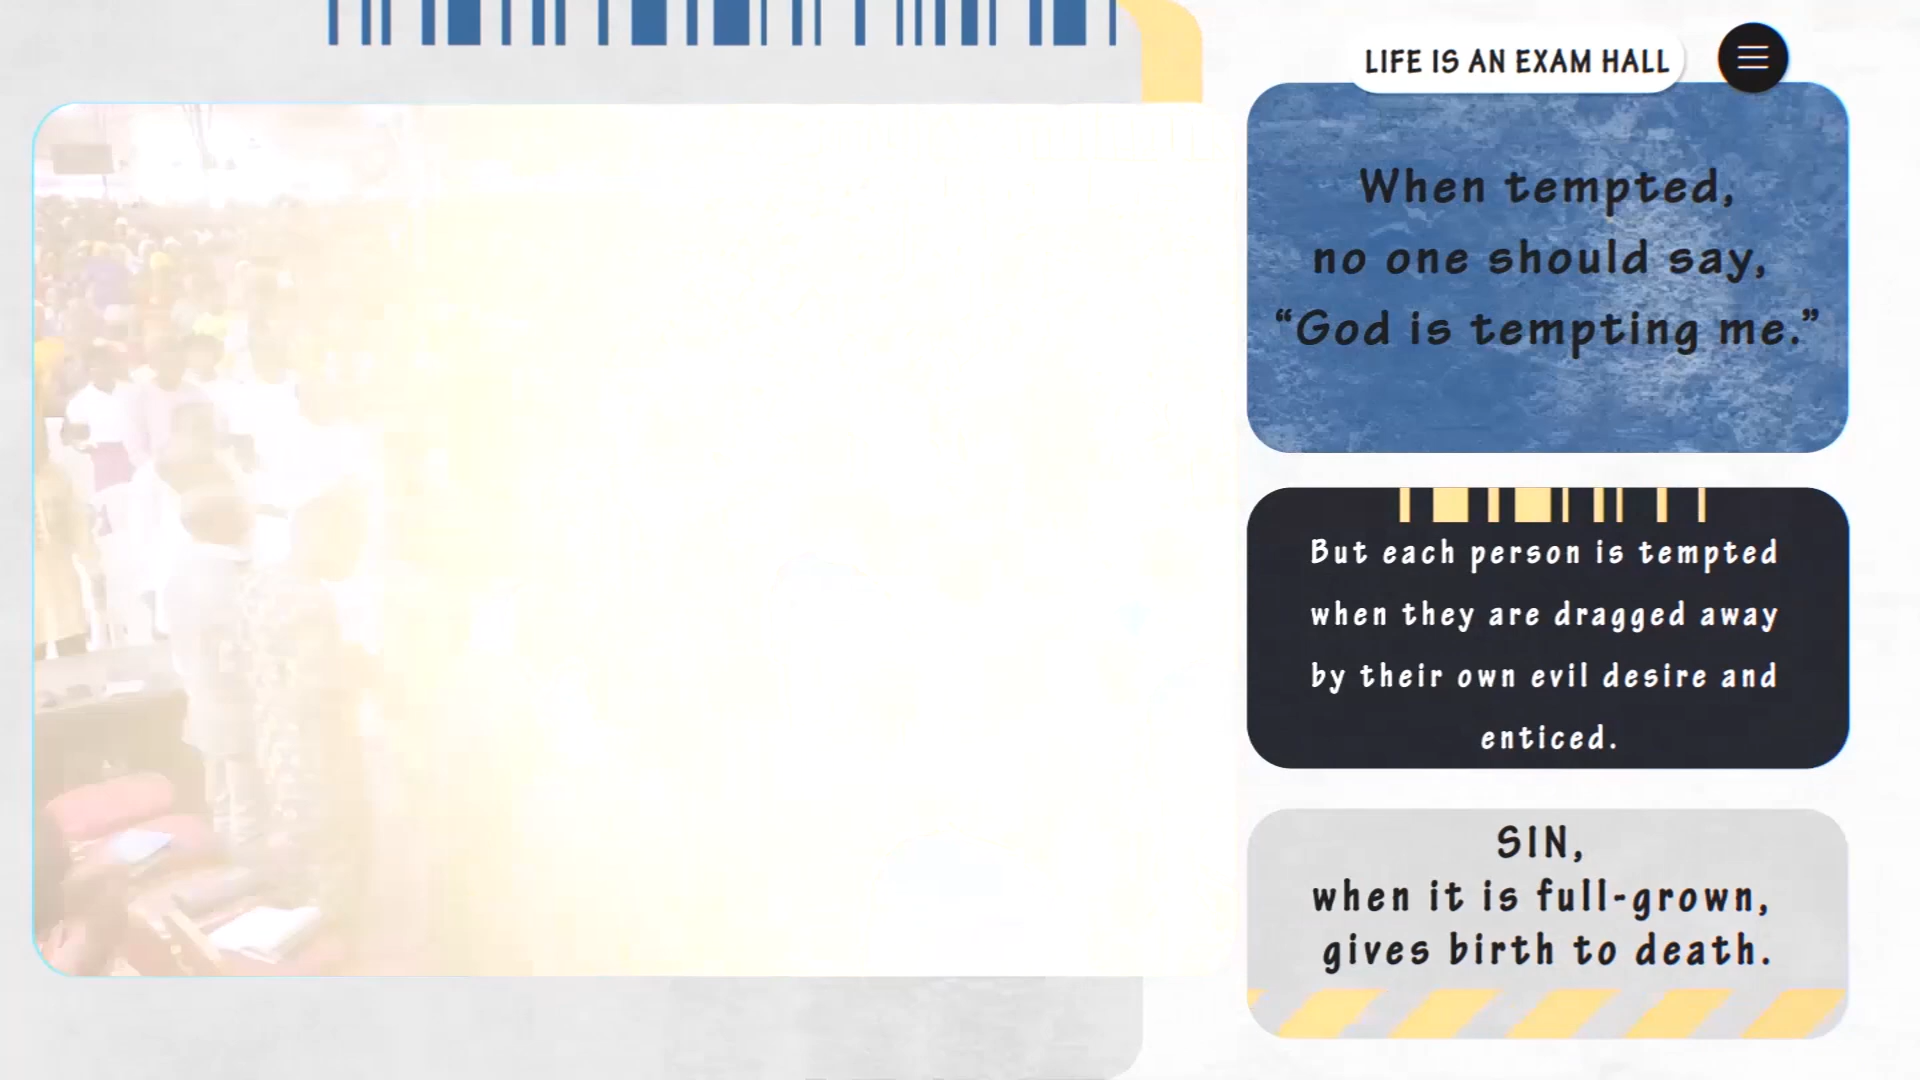 LIFE IS AN EXAM HALL
When tempted,
no one should say,
“God is tempting me.”
But each person is tempted
when they are dragged away
by their own evil desire and
enticed.
SIN,
when it is full-grown,
gives birth to death.